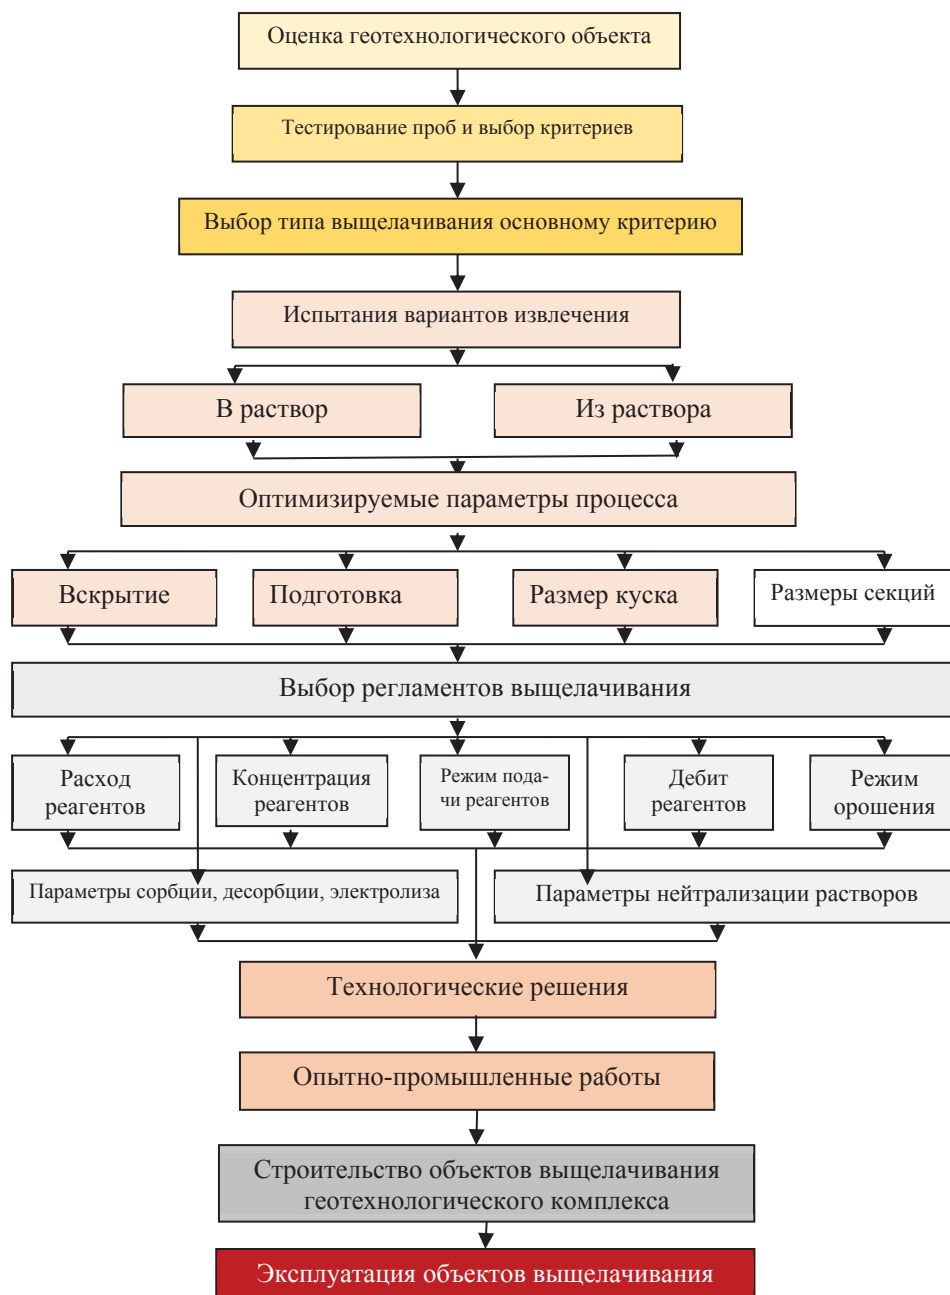 Оценка геотехнологического объекта
Тестирование проб и выбор критериев
Выбор типа выщелачивания основному критерию
Испытания вариантов извлечения
В раствор
Из раствора
Оптимизируемые параметры процесса
Вскрытие
Подготовка
Размер куска
Размеры секций
Выбор регламентов выщелачивания
Расход
реагентов
Концентрация
реагентов
Режим пода-
чи реагентов
Дебит
реагентов
Режим
орошения
Параметры сорбции, десорбции, электролиза
Параметры нейтрализации растворов
Технологические решения
Опытно-промышленные работы
Строительство объектов выщелачивания
геотехнологического комплекса
Эксплуатация объектов выщелачивания